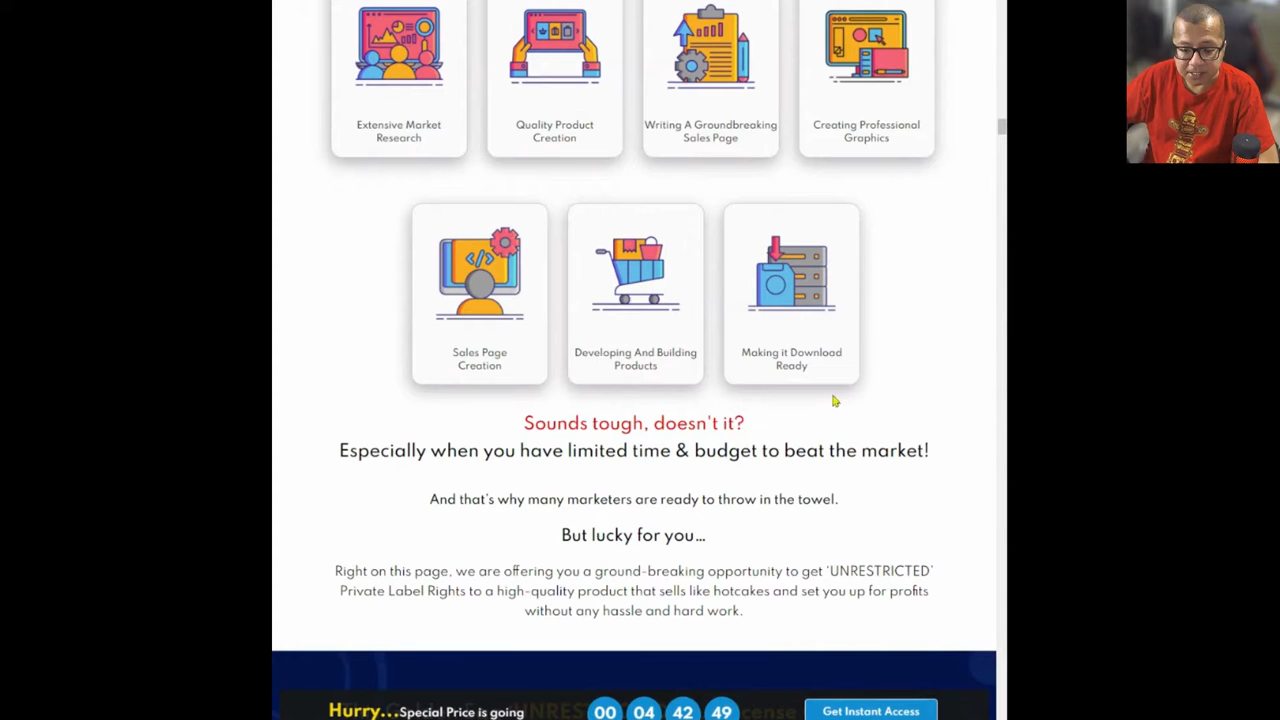 Extensive Market
Research
Quality Product
Creation
Writing A Groundbreaking
Sales Page
Creating Professional
Graphics
Sales Page
Creation
Developing And Building
Products
Making it Download
Ready
Sounds tough, doesn't it?
Especially when you have limited time & budget to beat the market!
And that's why many marketers are ready to throw in the towel.
But lucky for you...
Right on this page, we are offering you a ground-breaking opportunity to get 'UNRESTRICTED'
Private Label Rights to a high-quality product that sells like hotcakes and set you up for profits
without any hassle and hard work.
Hurry... Special Price is going
00 04 42 49
Get Instant Access